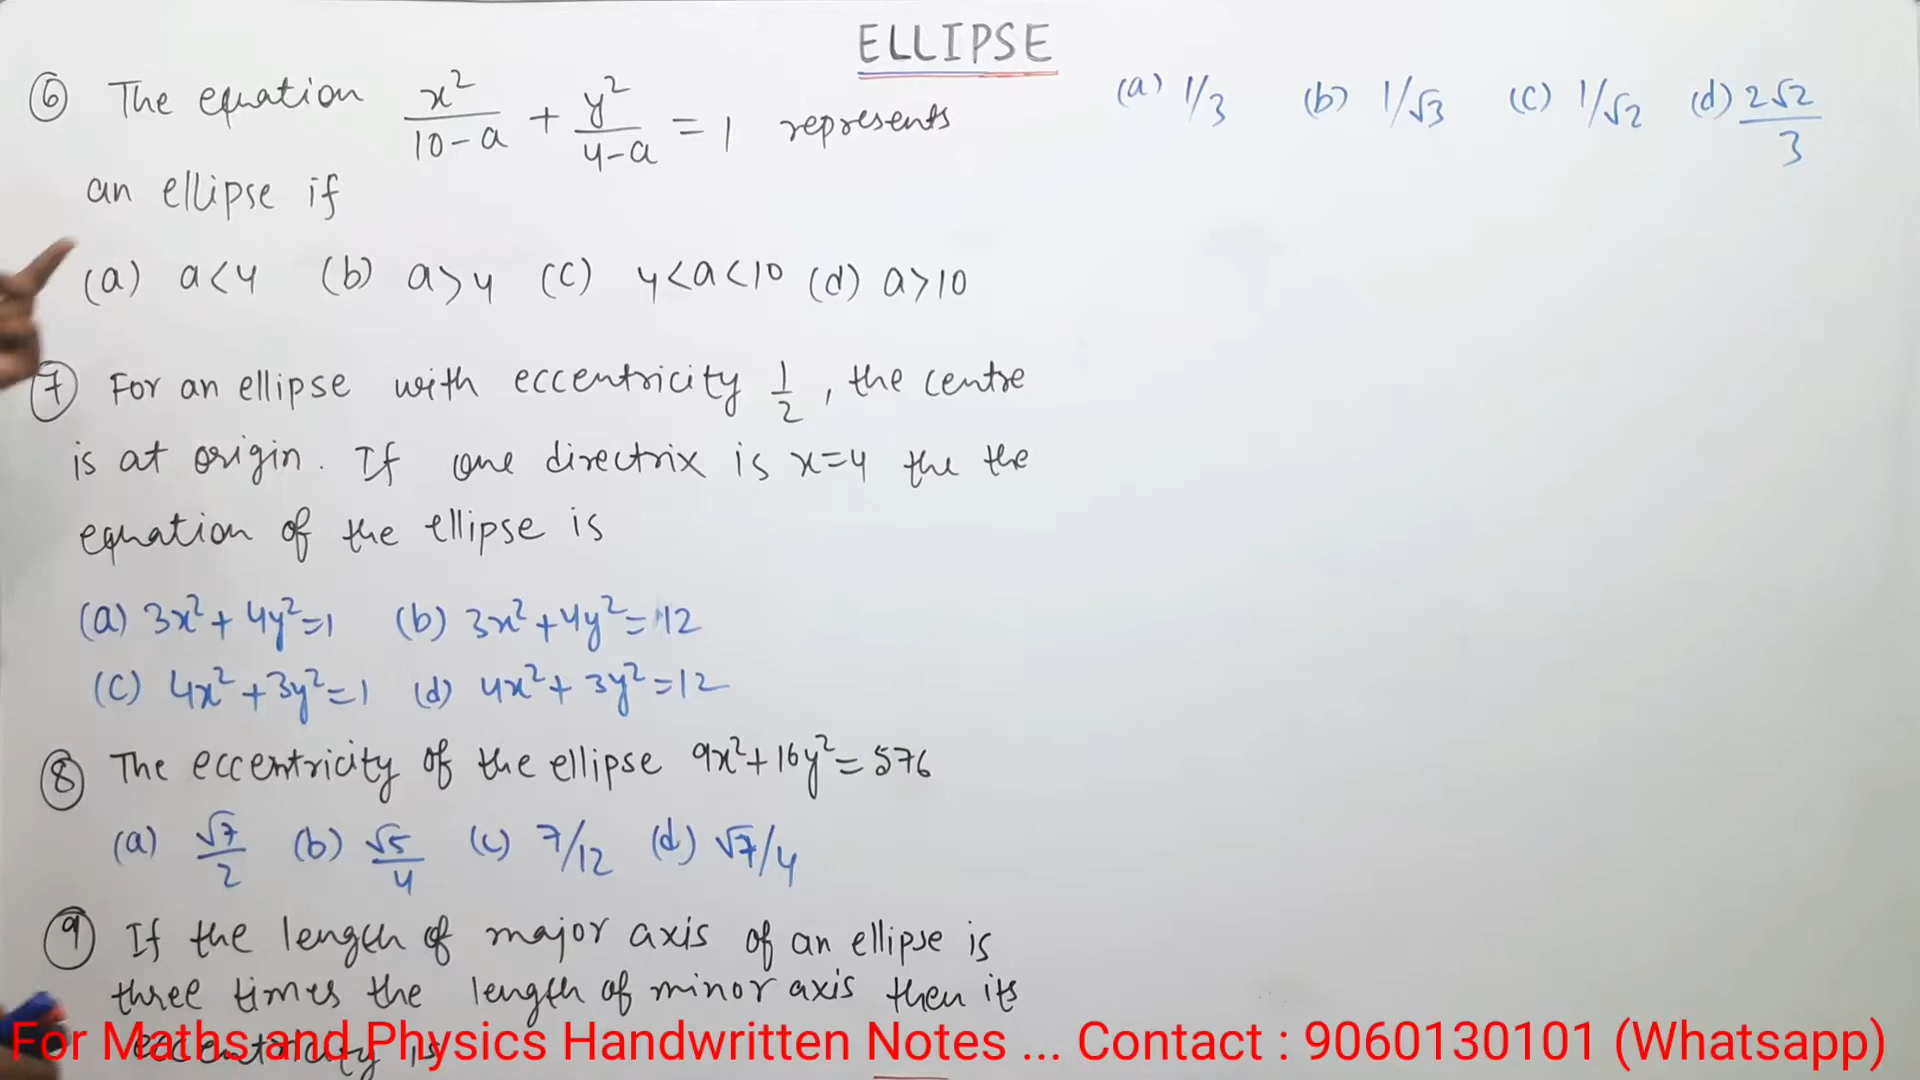 ELLIPSE
⑥ The equation x²/(10-a) + y²/(4-a) = 1 represents
an ellipse if
(a) a<4 (b) a>4 (c) 4<a<10 (d) a>10
⑦ For an ellipse with eccentricity 1/2, the centre
is at origin. If one directrix is x=4 the the
equation of the ellipse is
(a) 3x²+4y²=1 (b) 3x²+4y²=12
(c) 4x²+3y²=1 (d) 4x²+3y²=12
⑧ The eccentricity of the ellipse 9x²+16y²=576
(a) √7/2 (b) √5/4 (c) 7/12 (d) √7/4
⑨ If the length of major axis of an ellipse is
three times the length of minor axis then its
eccentricity is
(a) 1/3 (b) 1/√3 (c) 1/√2 (d) 2√2/3
For Maths and Physics Handwritten Notes ... Contact : 9060130101 (Whatsapp)